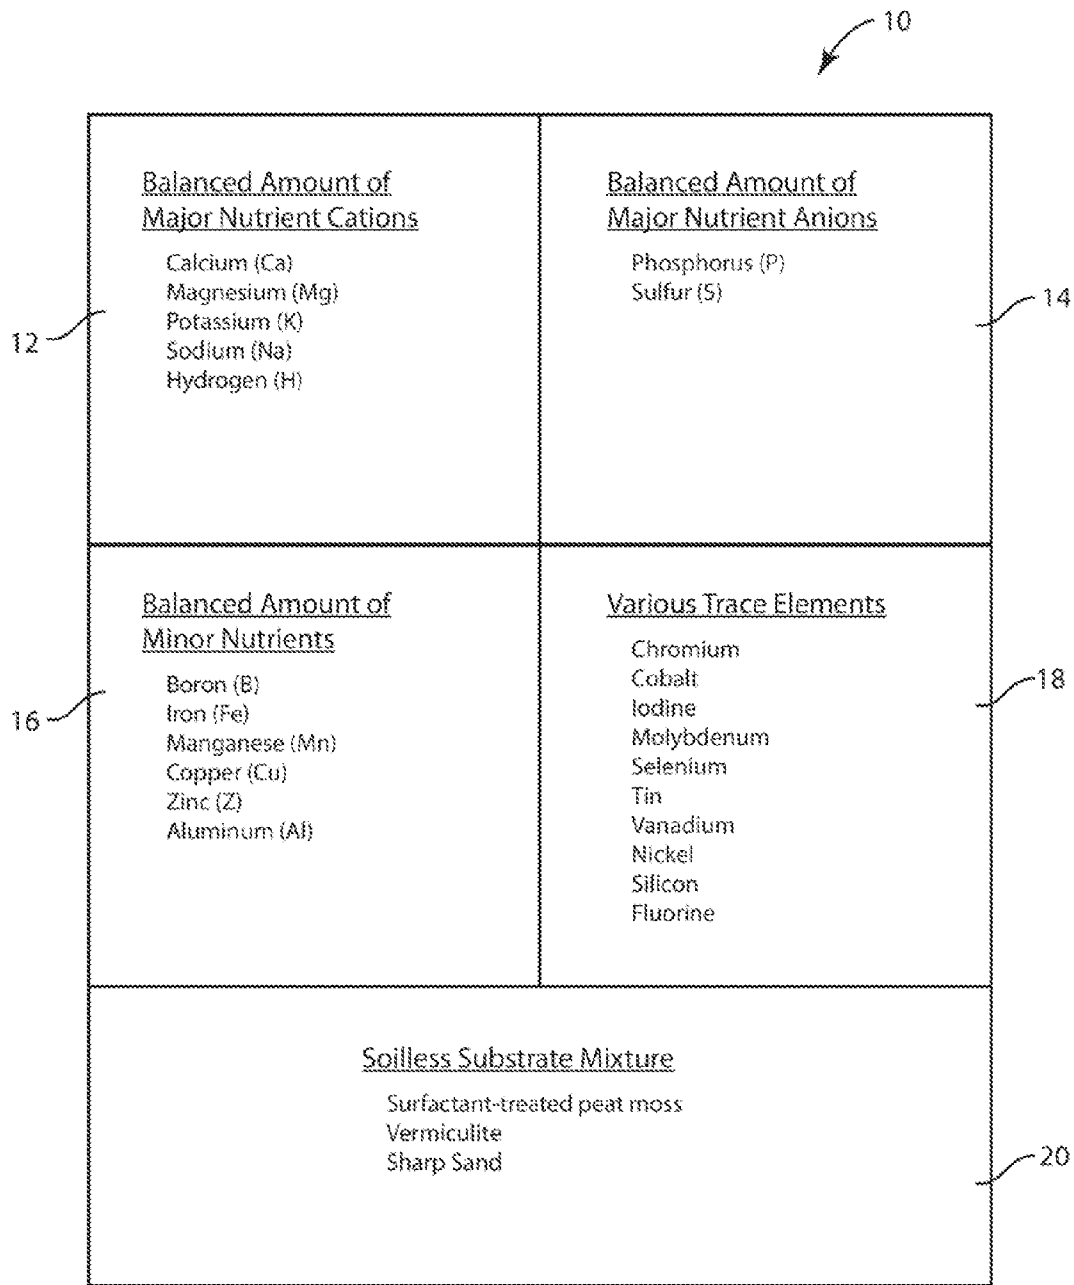 10
Balanced Amount of
Major Nutrient Cations
Calcium (Ca)
Magnesium (Mg)
Potassium (K)
Sodium (Na)
Hydrogen (H)
12
Balanced Amount of
Major Nutrient Anions
Phosphorus (P)
Sulfur (S)
14
Balanced Amount of
Minor Nutrients
Boron (B)
Iron (Fe)
Manganese (Mn)
Copper (Cu)
Zinc (Z)
Aluminum (Al)
16
Various Trace Elements
Chromium
Cobalt
Iodine
Molybdenum
Selenium
Tin
Vanadium
Nickel
Silicon
Fluorine
18
Soilless Substrate Mixture
Surfactant-treated peat moss
Vermiculite
Sharp Sand
20